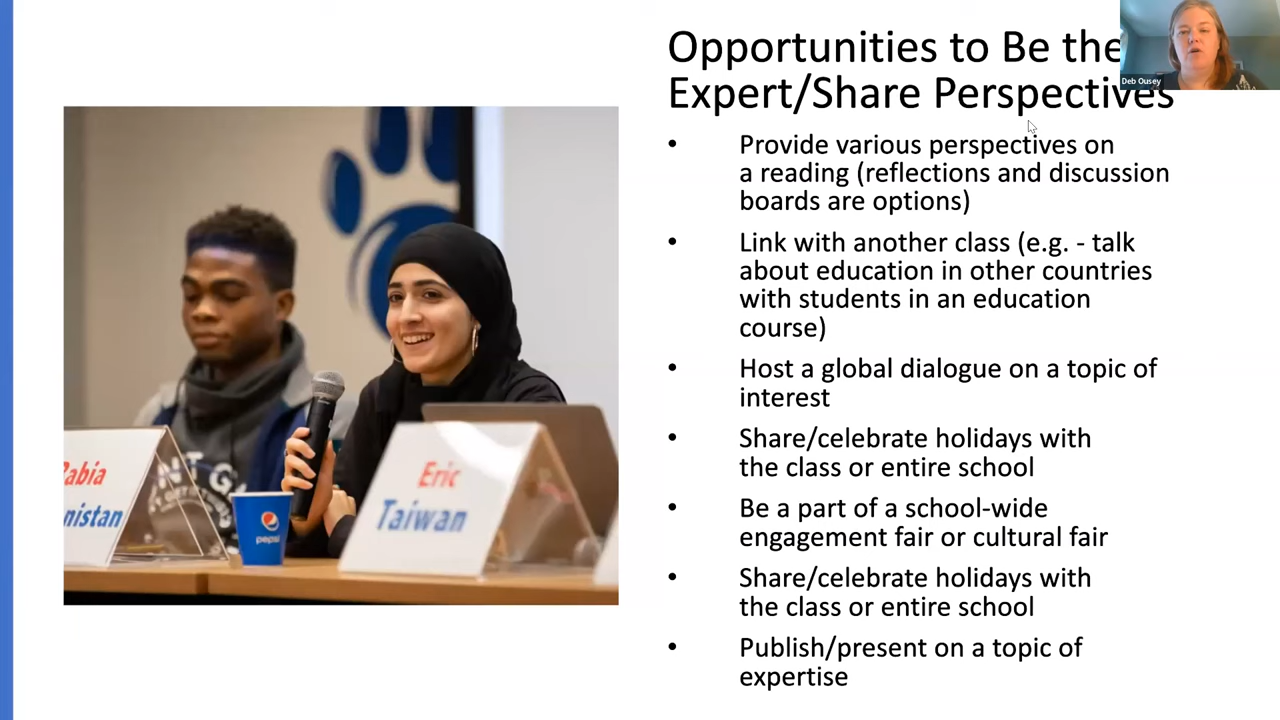 Opportunities to Be the
Expert/Share Perspectives
Deb Ousey
• Provide various perspectives on
a reading (reflections and discussion
boards are options)
• Link with another class (e.g. - talk
about education in other countries
with students in an education
course)
• Host a global dialogue on a topic of
interest
• Share/celebrate holidays with
the class or entire school
• Be a part of a school-wide
engagement fair or cultural fair
• Share/celebrate holidays with
the class or entire school
• Publish/present on a topic of
expertise
abia
nistan
pepsi
Eric
Taiwan